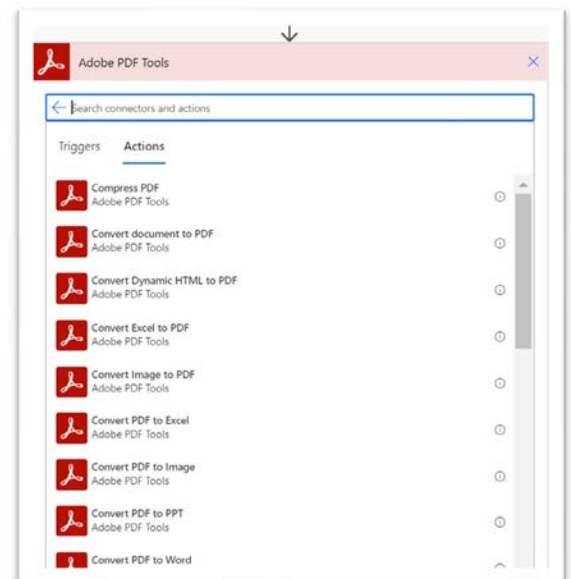 Adobe PDF Tools
Search connectors and actions
Triggers Actions
Compress PDF
Adobe PDF Tools
Convert document to PDF
Adobe PDF Tools
Convert Dynamic HTML to PDF
Adobe PDF Tools
Convert Excel to PDF
Adobe PDF Tools
Convert Image to PDF
Adobe PDF Tools
Convert PDF to Excel
Adobe PDF Tools
Convert PDF to Image
Adobe PDF Tools
Convert PDF to PPT
Adobe PDF Tools
Convert PDF to Word